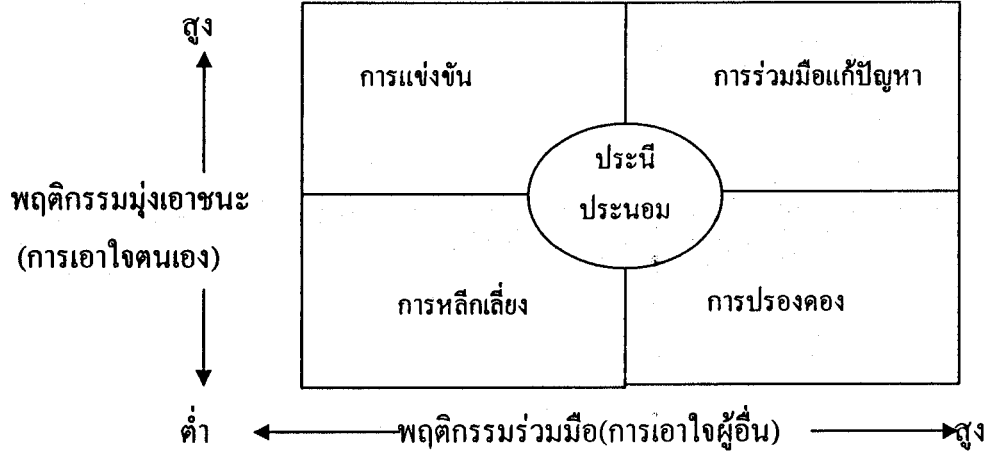 สูง
การแข่งขัน
การร่วมมือแก้ปัญหา
ประนี
ประนอม
พฤติกรรมมุ่งเอาชนะ
(การเอาใจตนเอง)
การหลีกเลี่ยง
การปรองดอง
ต่ำ
พฤติกรรมร่วมมือ(การเอาใจผู้อื่น)
สูง